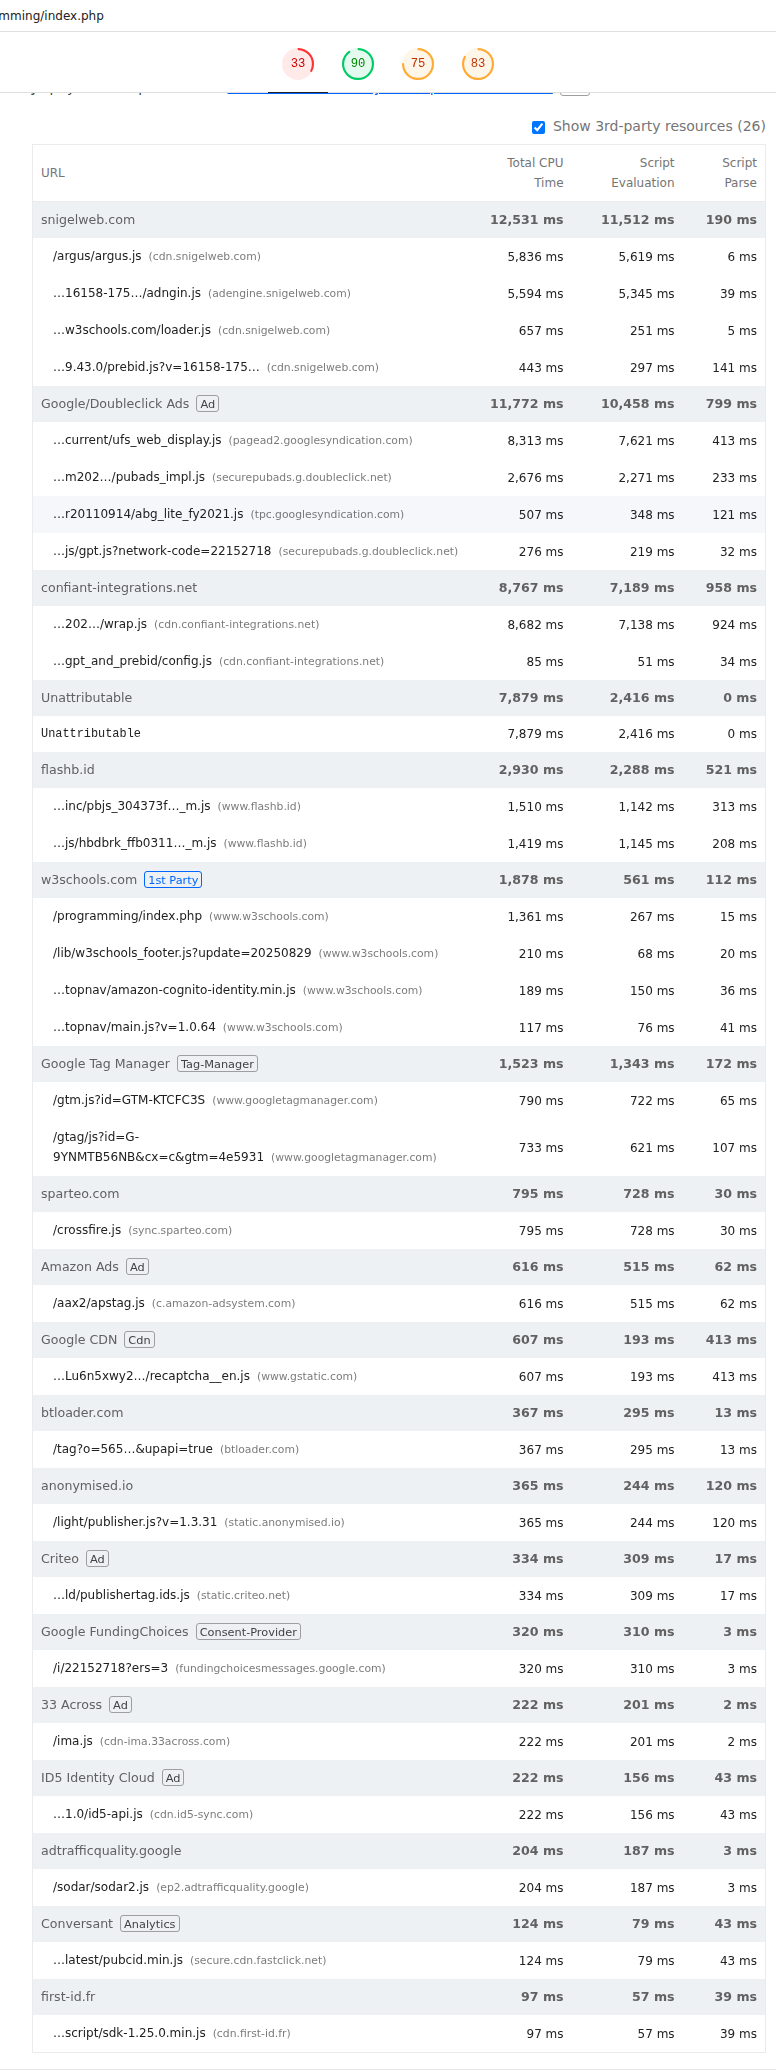 mming/index.php
33 90 75 83
Show 3rd-party resources (26)
URL Total CPU Time Script Evaluation Script Parse
snigelweb.com 12,531 ms 11,512 ms 190 ms
/argus/argus.js (cdn.snigelweb.com) 5,836 ms 5,619 ms 6 ms
…16158-175…/adngin.js (adengine.snigelweb.com) 5,594 ms 5,345 ms 39 ms
…w3schools.com/loader.js (cdn.snigelweb.com) 657 ms 251 ms 5 ms
…9.43.0/prebid.js?v=16158-175… (cdn.snigelweb.com) 443 ms 297 ms 141 ms
Google/Doubleclick Ads Ad 11,772 ms 10,458 ms 799 ms
…current/ufs_web_display.js (pagead2.googlesyndication.com) 8,313 ms 7,621 ms 413 ms
…m202…/pubads_impl.js (securepubads.g.doubleclick.net) 2,676 ms 2,271 ms 233 ms
…r20110914/abg_lite_fy2021.js (tpc.googlesyndication.com) 507 ms 348 ms 121 ms
…js/gpt.js?network-code=22152718 (securepubads.g.doubleclick.net) 276 ms 219 ms 32 ms
confiant-integrations.net 8,767 ms 7,189 ms 958 ms
…202…/wrap.js (cdn.confiant-integrations.net) 8,682 ms 7,138 ms 924 ms
…gpt_and_prebid/config.js (cdn.confiant-integrations.net) 85 ms 51 ms 34 ms
Unattributable 7,879 ms 2,416 ms 0 ms
Unattributable 7,879 ms 2,416 ms 0 ms
flashb.id 2,930 ms 2,288 ms 521 ms
…inc/pbjs_304373f…_m.js (www.flashb.id) 1,510 ms 1,142 ms 313 ms
…js/hbdbrk_ffb0311…_m.js (www.flashb.id) 1,419 ms 1,145 ms 208 ms
w3schools.com 1st Party 1,878 ms 561 ms 112 ms
/programming/index.php (www.w3schools.com) 1,361 ms 267 ms 15 ms
/lib/w3schools_footer.js?update=20250829 (www.w3schools.com) 210 ms 68 ms 20 ms
…topnav/amazon-cognito-identity.min.js (www.w3schools.com) 189 ms 150 ms 36 ms
…topnav/main.js?v=1.0.64 (www.w3schools.com) 117 ms 76 ms 41 ms
Google Tag Manager Tag-Manager 1,523 ms 1,343 ms 172 ms
/gtm.js?id=GTM-KTCFC3S (www.googletagmanager.com) 790 ms 722 ms 65 ms
/gtag/js?id=G-
9YNMTB56NB&cx=c&gtm=4e5931 (www.googletagmanager.com) 733 ms 621 ms 107 ms
sparteo.com 795 ms 728 ms 30 ms
/crossfire.js (sync.sparteo.com) 795 ms 728 ms 30 ms
Amazon Ads Ad 616 ms 515 ms 62 ms
/aax2/apstag.js (c.amazon-adsystem.com) 616 ms 515 ms 62 ms
Google CDN Cdn 607 ms 193 ms 413 ms
…Lu6n5xwy2…/recaptcha__en.js (www.gstatic.com) 607 ms 193 ms 413 ms
btloader.com 367 ms 295 ms 13 ms
/tag?o=565…&upapi=true (btloader.com) 367 ms 295 ms 13 ms
anonymised.io 365 ms 244 ms 120 ms
/light/publisher.js?v=1.3.31 (static.anonymised.io) 365 ms 244 ms 120 ms
Criteo Ad 334 ms 309 ms 17 ms
…ld/publishertag.ids.js (static.criteo.net) 334 ms 309 ms 17 ms
Google FundingChoices Consent-Provider 320 ms 310 ms 3 ms
/i/22152718?ers=3 (fundingchoicesmessages.google.com) 320 ms 310 ms 3 ms
33 Across Ad 222 ms 201 ms 2 ms
/ima.js (cdn-ima.33across.com) 222 ms 201 ms 2 ms
ID5 Identity Cloud Ad 222 ms 156 ms 43 ms
…1.0/id5-api.js (cdn.id5-sync.com) 222 ms 156 ms 43 ms
adtrafficquality.google 204 ms 187 ms 3 ms
/sodar/sodar2.js (ep2.adtrafficquality.google) 204 ms 187 ms 3 ms
Conversant Analytics 124 ms 79 ms 43 ms
…latest/pubcid.min.js (secure.cdn.fastclick.net) 124 ms 79 ms 43 ms
first-id.fr 97 ms 57 ms 39 ms
…script/sdk-1.25.0.min.js (cdn.first-id.fr) 97 ms 57 ms 39 ms